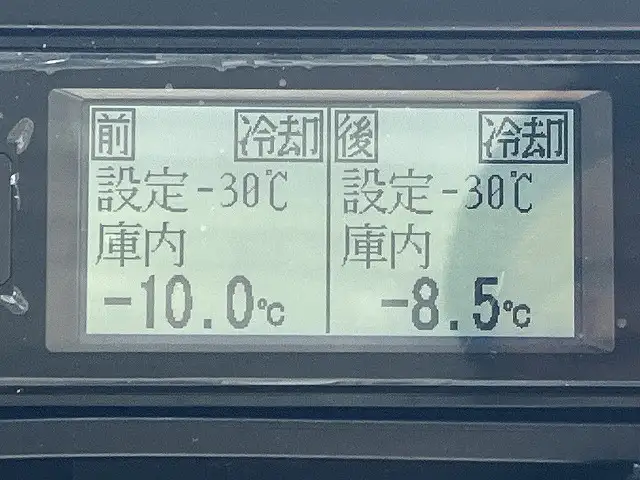 前 冷却
設定 -30℃
庫内
-10.0℃
後 冷却
設定 -30℃
庫内
-8.5℃